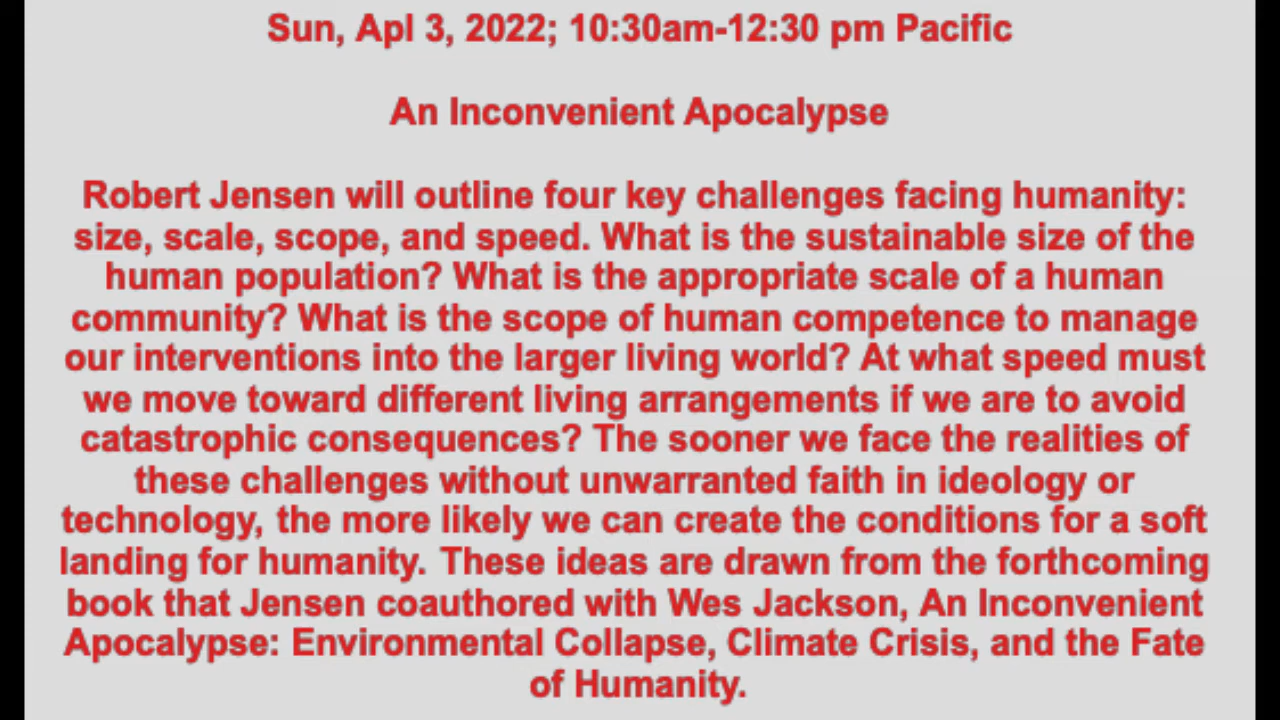 Sun, Apl 3, 2022; 10:30am-12:30 pm Pacific
An Inconvenient Apocalypse
Robert Jensen will outline four key challenges facing humanity:
size, scale, scope, and speed. What is the sustainable size of the
human population? What is the appropriate scale of a human
community? What is the scope of human competence to manage
our interventions into the larger living world? At what speed must
we move toward different living arrangements if we are to avoid
catastrophic consequences? The sooner we face the realities of
these challenges without unwarranted faith in ideology or
technology, the more likely we can create the conditions for a soft
landing for humanity. These ideas are drawn from the forthcoming
book that Jensen coauthored with Wes Jackson, An Inconvenient
Apocalypse: Environmental Collapse, Climate Crisis, and the Fate
of Humanity.